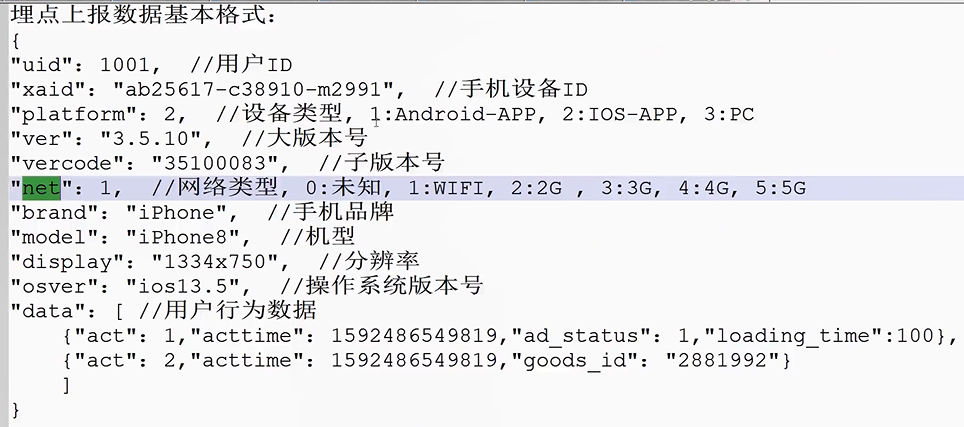 埋点上报数据基本格式:
{
"uid": 1001,  //用户ID
"xaid": "ab25617-c38910-m2991",  //手机设备ID
"platform": 2,  //设备类型, 1:Android-APP, 2:IOS-APP, 3:PC
"ver": "3.5.10",  //大版本号
"vercode": "35100083",  //子版本号
"net": 1,  //网络类型, 0:未知, 1:WIFI, 2:2G , 3:3G, 4:4G, 5:5G
"brand": "iPhone",  //手机品牌
"model": "iPhone8",  //机型
"display": "1334x750",  //分辨率
"osver": "ios13.5",  //操作系统版本号
"data": [ //用户行为数据
    {"act": 1,"acttime": 1592486549819,"ad_status": 1,"loading_time":100},
    {"act": 2,"acttime": 1592486549819,"goods_id": "2881992"}
    ]
}